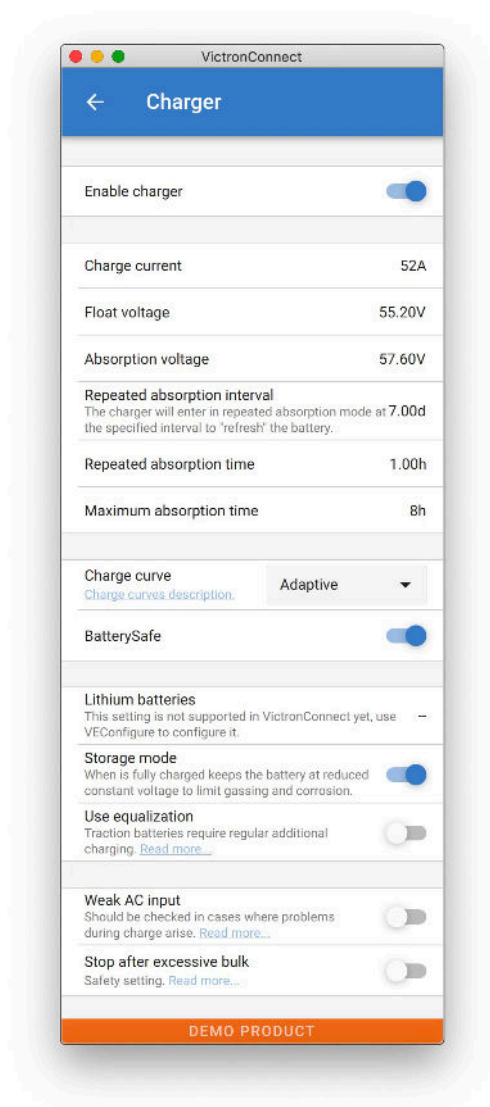 VictronConnect
Charger
Enable charger
Charge current 52A
Float voltage 55.20V
Absorption voltage 57.60V
Repeated absorption interval
The charger will enter in repeated absorption mode at 7.00d
the specified interval to "refresh" the battery.
Repeated absorption time 1.00h
Maximum absorption time 8h
Charge curve Adaptive
Charge curves description.
BatterySafe
Lithium batteries
This setting is not supported in VictronConnect yet, use --
VEConfigure to configure it.
Storage mode
When is fully charged keeps the battery at reduced
constant voltage to limit gassing and corrosion.
Use equalization
Traction batteries require regular additional
charging. Read more...
Weak AC input
Should be checked in cases where problems
during charge arise. Read more...
Stop after excessive bulk
Safety setting. Read more...
DEMO PRODUCT